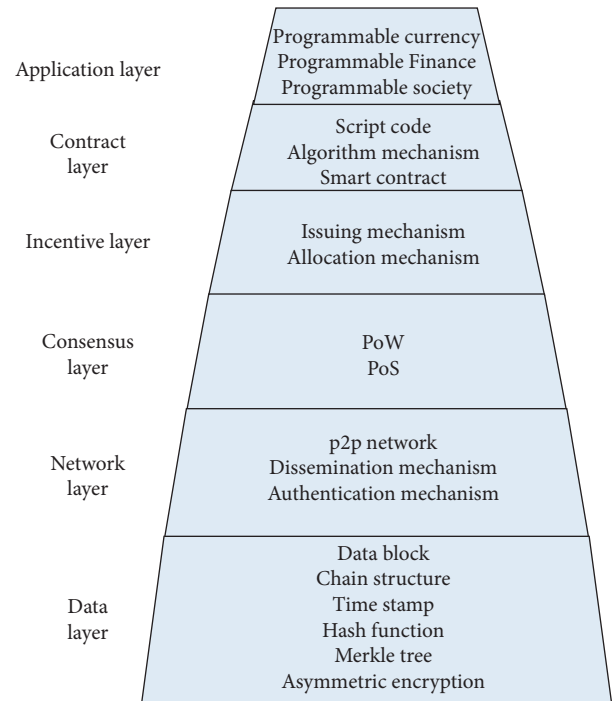 Application layer
Programmable currency
Programmable Finance
Programmable society
Contract
layer
Script code
Algorithm mechanism
Smart contract
Incentive layer
Issuing mechanism
Allocation mechanism
Consensus
layer
PoW
PoS
Network
layer
p2p network
Dissemination mechanism
Authentication mechanism
Data
layer
Data block
Chain structure
Time stamp
Hash function
Merkle tree
Asymmetric encryption